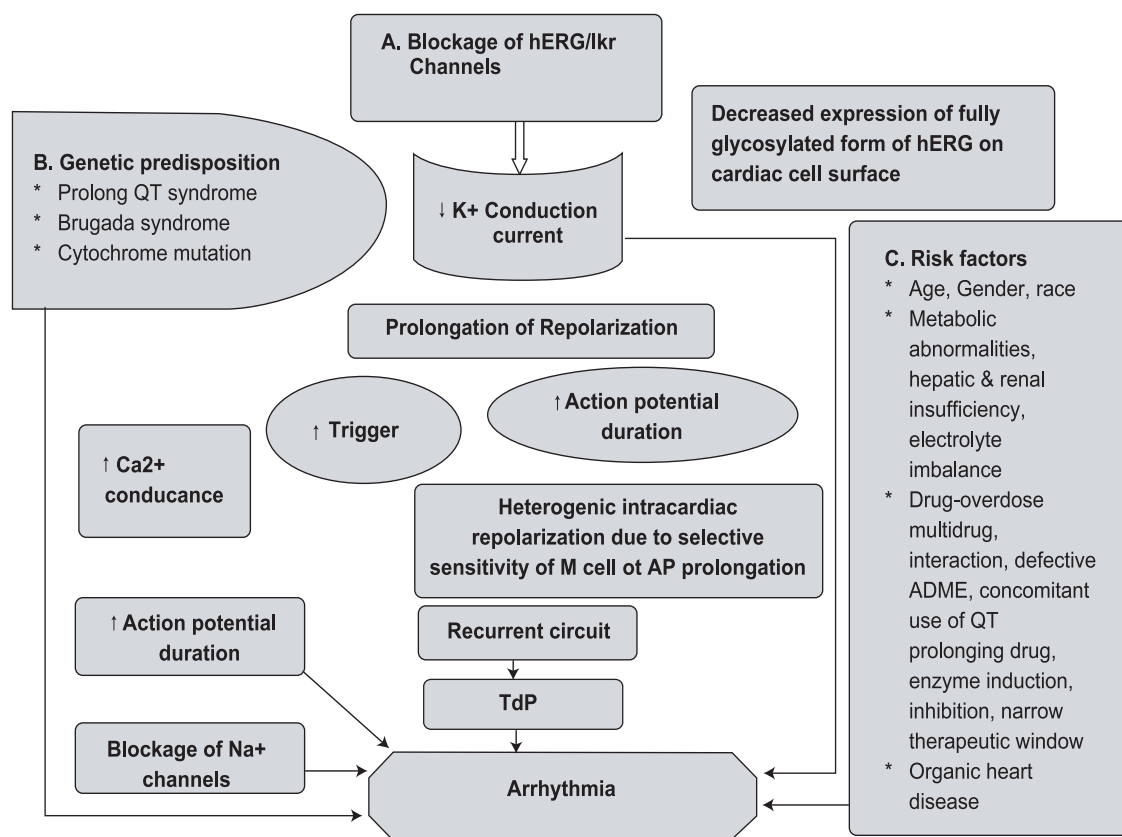 A. Blockage of hERG/Ikr
Channels
Decreased expression of fully
glycosylated form of hERG on
cardiac cell surface
B. Genetic predisposition
* Prolong QT syndrome
* Brugada syndrome
* Cytochrome mutation
↓ K+ Conduction
current
C. Risk factors
* Age, Gender, race
* Metabolic
abnormalities,
hepatic & renal
insufficiency,
electrolyte
imbalance
* Drug-overdose
multidrug,
interaction, defective
ADME, concomitant
use of QT
prolonging drug,
enzyme induction,
inhibition, narrow
therapeutic window
* Organic heart
disease
Prolongation of Repolarization
↑ Trigger
↑ Action potential
duration
↑ Ca2+
conducance
Heterogenic intracardiac
repolarization due to selective
sensitivity of M cell ot AP prolongation
↑ Action potential
duration
Recurrent circuit
TdP
Blockage of Na+
channels
Arrhythmia